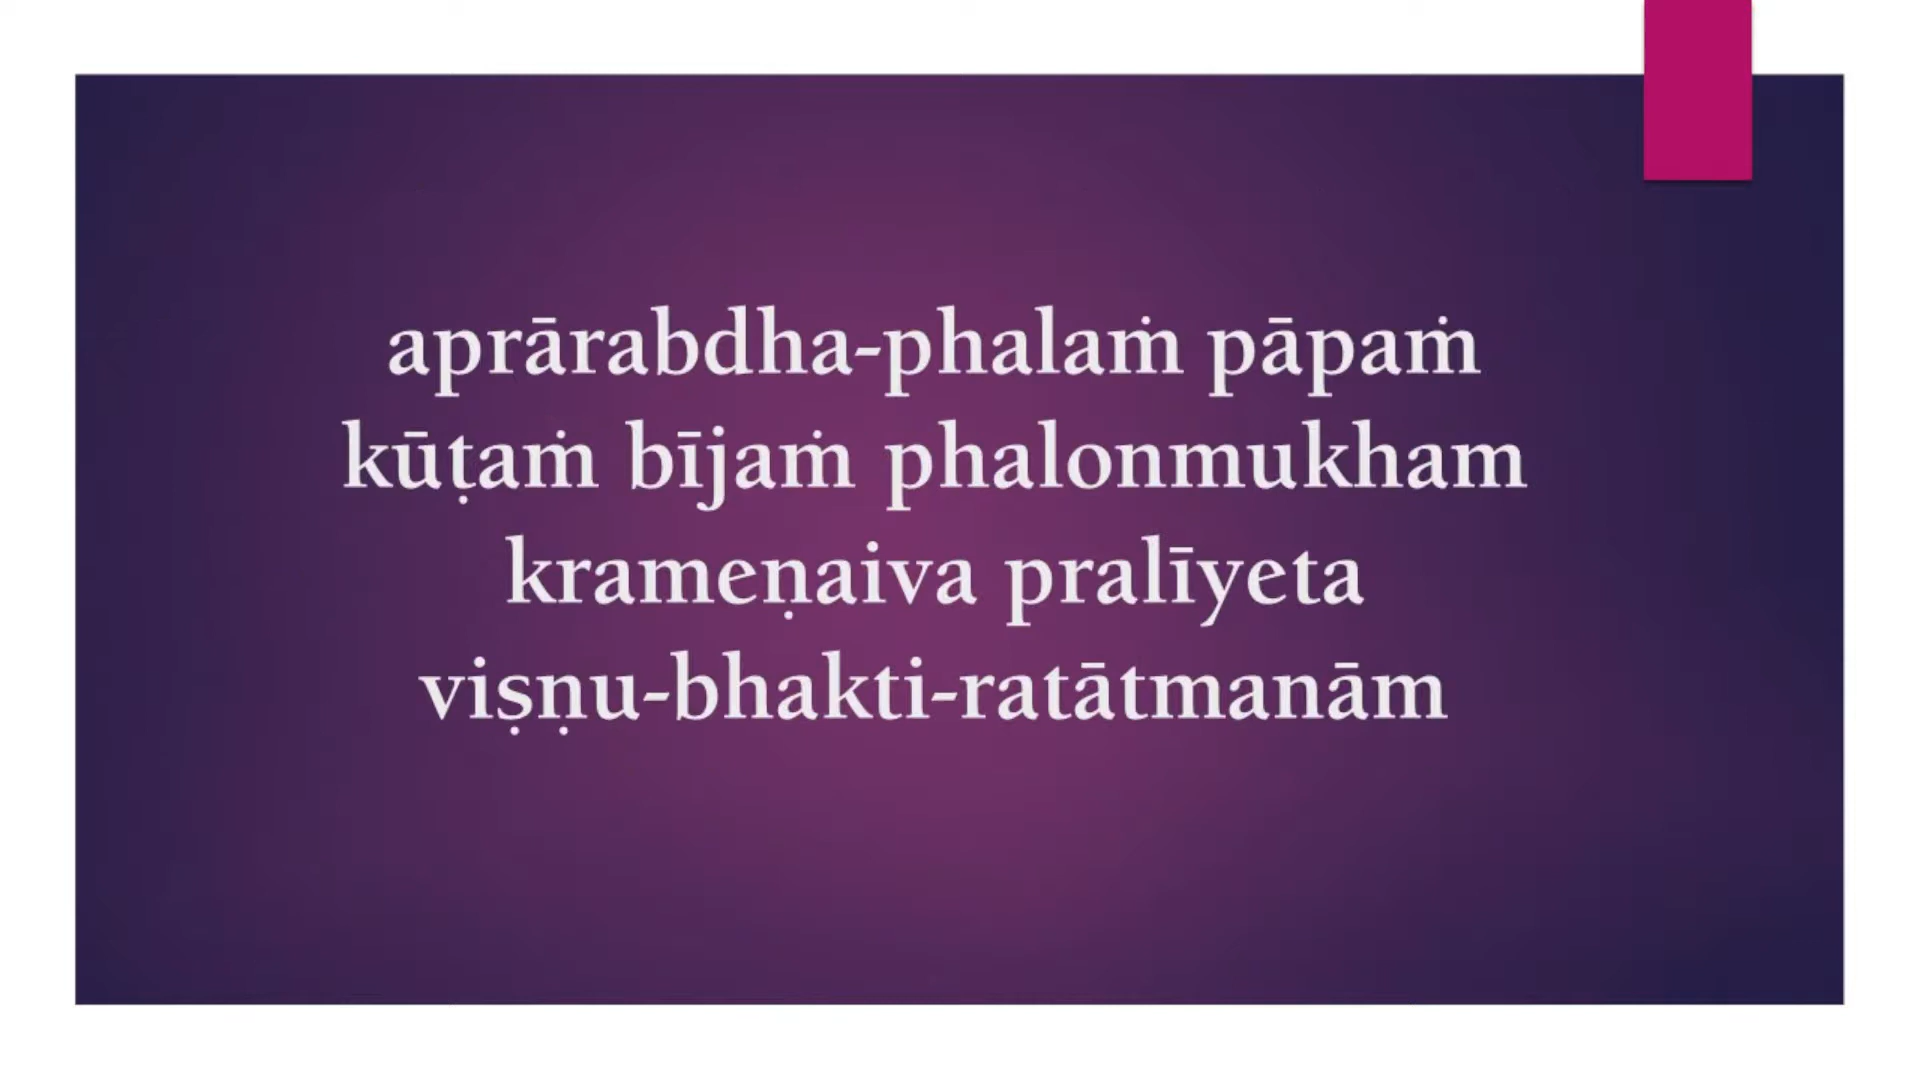 aprārabdha-phalaṁ pāpaṁ
kūṭaṁ bījaṁ phalonmukham
krameṇaiva pralīyeta
viṣṇu-bhakti-ratātmanām